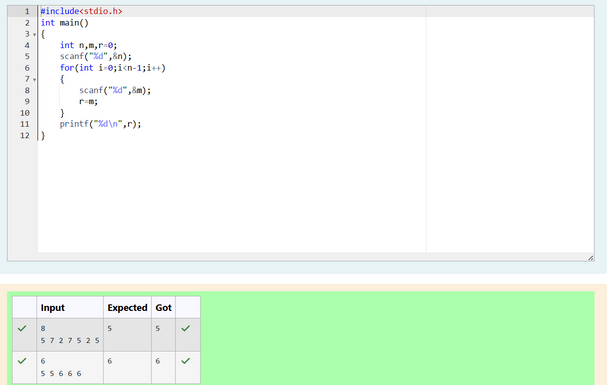 1 #include<stdio.h>
2 int main()
3 {
4     int n,m,r=0;
5     scanf("%d",&n);
6     for(int i=0;i<n-1;i++)
7     {
8         scanf("%d",&m);
9         r=m;
10     }
11     printf("%d\n",r);
12 }
Input Expected Got
8 5 5
5 7 2 7 5 2 5
6 6 6
5 5 6 6 6